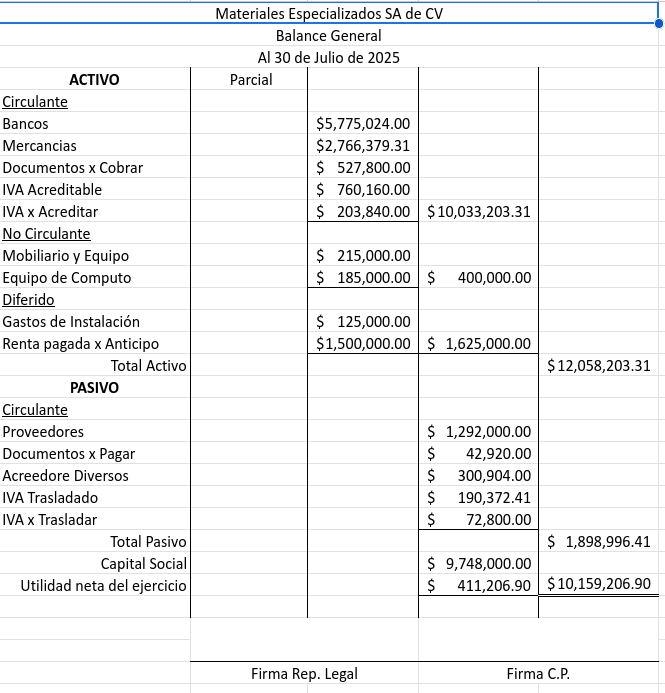 Materiales Especializados SA de CV
Balance General
Al 30 de Julio de 2025
ACTIVO Parcial
Circulante
Bancos $5,775,024.00
Mercancias $2,766,379.31
Documentos x Cobrar $ 527,800.00
IVA Acreditable $ 760,160.00
IVA x Acreditar $ 203,840.00 $10,033,203.31
No Circulante
Mobiliario y Equipo $ 215,000.00
Equipo de Computo $ 185,000.00 $ 400,000.00
Diferido
Gastos de Instalación $ 125,000.00
Renta pagada x Anticipo $1,500,000.00 $ 1,625,000.00
Total Activo $12,058,203.31
PASIVO
Circulante
Proveedores $ 1,292,000.00
Documentos x Pagar $ 42,920.00
Acreedore Diversos $ 300,904.00
IVA Trasladado $ 190,372.41
IVA x Trasladar $ 72,800.00
Total Pasivo $ 1,898,996.41
Capital Social $ 9,748,000.00
Utilidad neta del ejercicio $ 411,206.90 $10,159,206.90
Firma Rep. Legal Firma C.P.